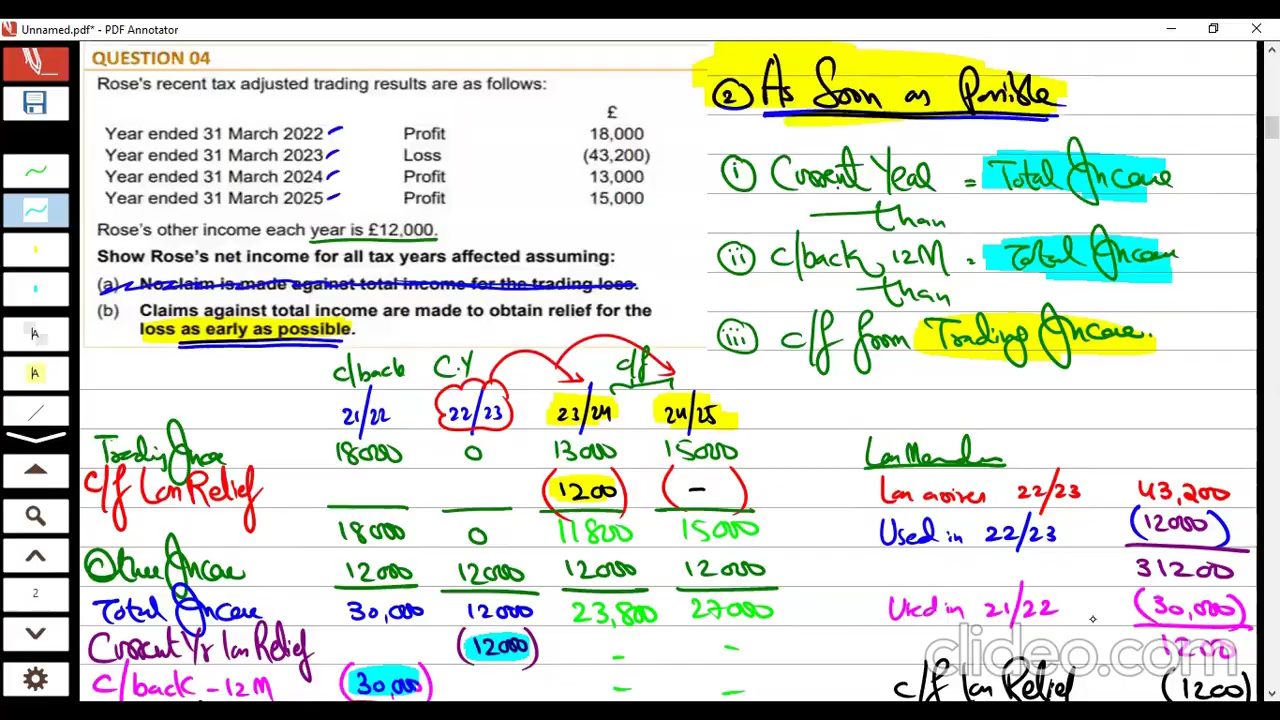 Unnamed.pdf* - PDF Annotator
QUESTION 04
Rose's recent tax adjusted trading results are as follows:
£
Year ended 31 March 2022 Profit 18,000
Year ended 31 March 2023 Loss (43,200)
Year ended 31 March 2024 Profit 13,000
Year ended 31 March 2025 Profit 15,000
Rose's other income each year is £12,000.
Show Rose's net income for all tax years affected assuming:
(a) No claim is made against total income for the trading loss.
(b) Claims against total income are made to obtain relief for the
loss as early as possible.
② As Soon as Possible
i Current Year = Total Income
than
ii c/back 12M = Total Income
than
iii c/f from Trading Income.
c/back C.Y c/f
21/22 22/23 23/24 24/25
Trading Income 18000 0 13000 15000
c/f Loss Relief (1200) (-)
18000 0 11800 15000
Other Income 12000 12000 12000 12000
Total Income 30,000 12000 23,800 27000
Current Yr Loss Relief (12000) - -
c/back - 12M (30,000) - -
Loss Memorandum
Loss arises 22/23 43,200
Used in 22/23 (12000)
31200
Used in 21/22 (30,000)
1200
c/f Loss Relief (1200)
A
A
2
clideo.com